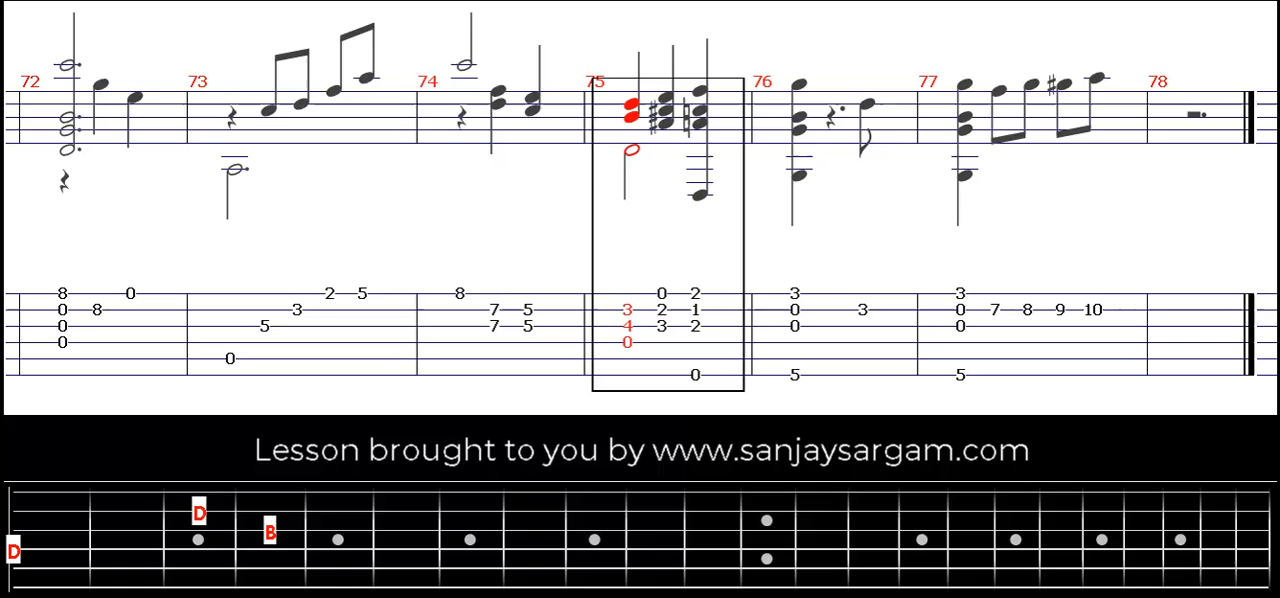 72 73 74 75 76 77 78
8 0 2 5 8 0 2 3 3
0 8 3 7 5 3 2 1 0 3 0 7 8 9 10
0 5 7 5 4 3 2 0 0
0 0
0
0 5 5
Lesson brought to you by www.sanjaysargam.com
D
B
D